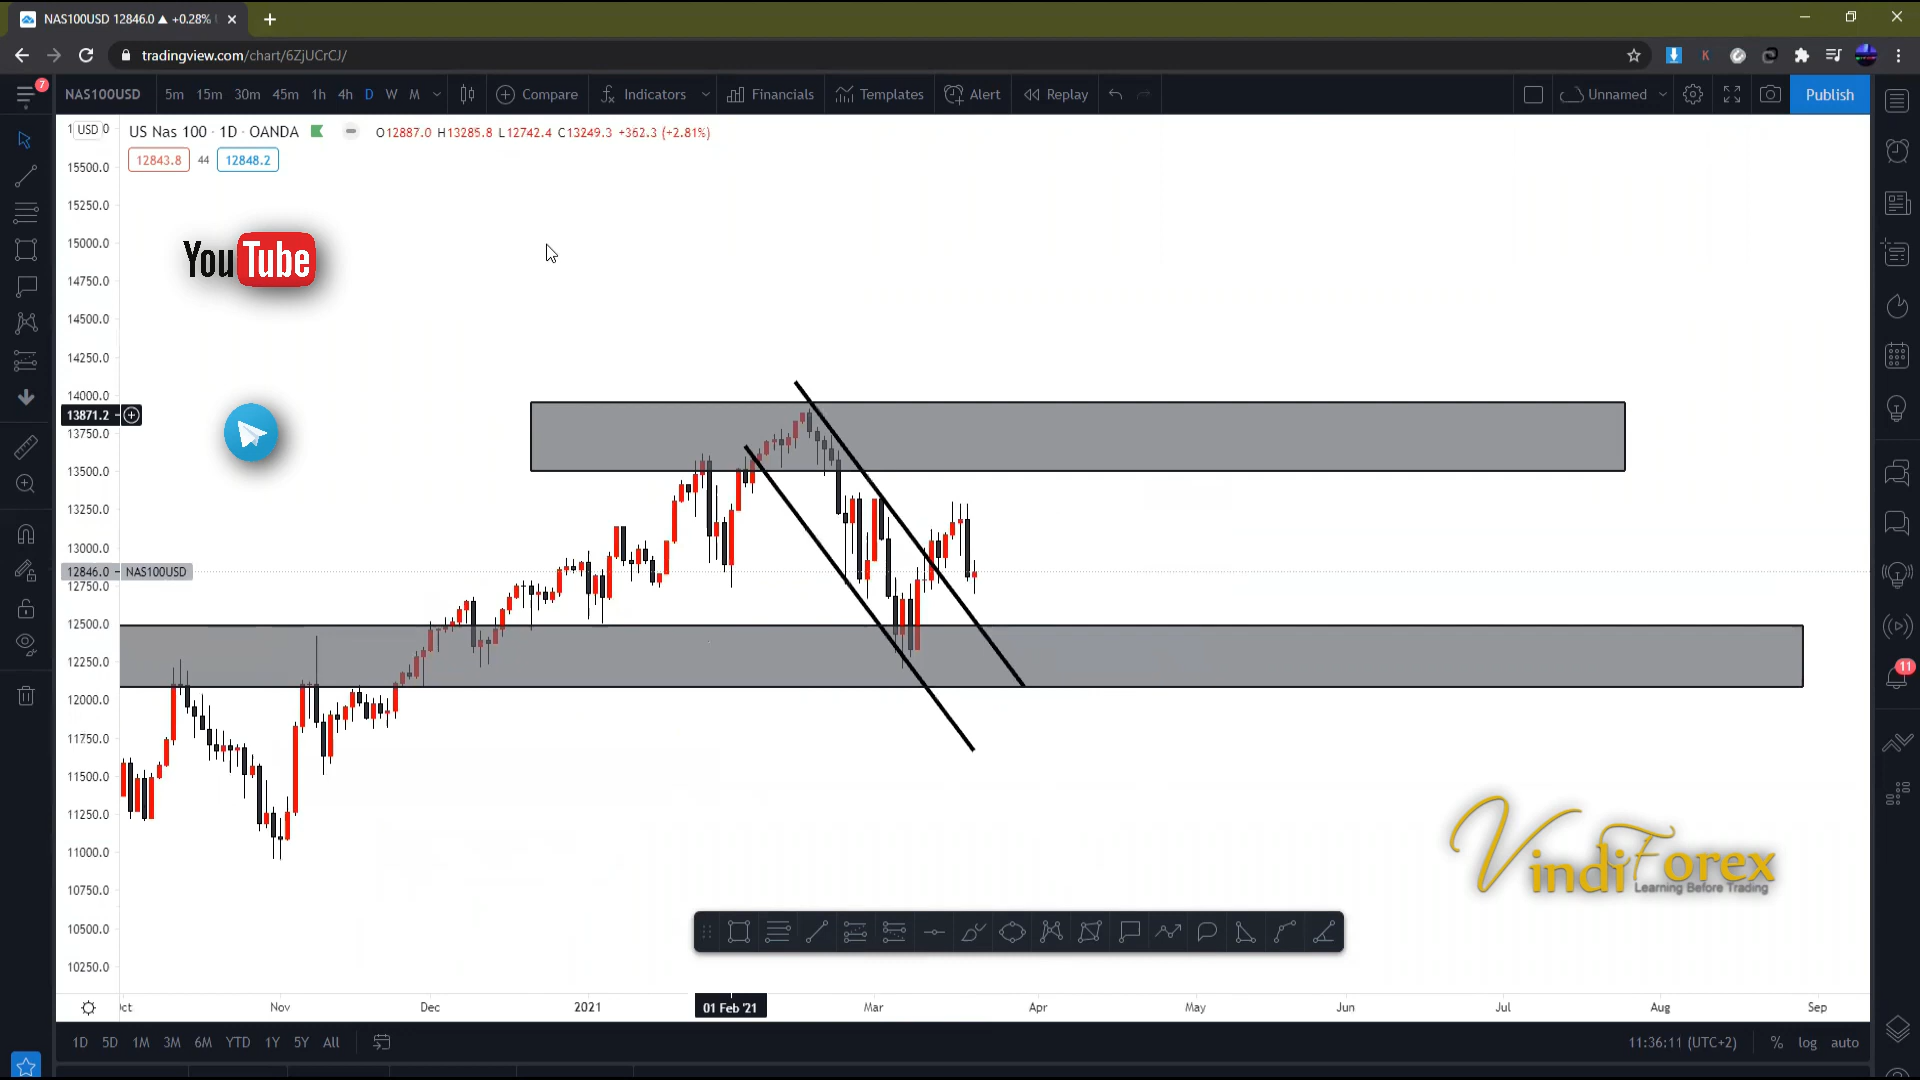 NAS100USD 12846.0 ▲ +0.28%
tradingview.com/chart/6ZjUCrCJ/
7
NAS100USD 5m 15m 30m 45m 1h 4h D W M Compare Indicators Financials Templates Alert Replay Unnamed Publish
USD
US Nas 100 · 1D · OANDA O12887.0 H13285.8 L12742.4 C13249.3 +362.3 (+2.81%)
12843.8 44 12848.2
15500.0
15250.0
15000.0
14750.0
14500.0
14250.0
14000.0
13871.2
13750.0
13500.0
13250.0
13000.0
12846.0 NAS100USD
12750.0
12500.0
12250.0
12000.0
11750.0
11500.0
11250.0
11000.0
10750.0
10500.0
10250.0
YouTube
11
VindiForex
Learning Before Trading
Nov Dec 2021 01 Feb '21 Mar Apr May Jun Jul Aug Sep
1D 5D 1M 3M 6M YTD 1Y 5Y All 11:36:11 (UTC+2) % log auto